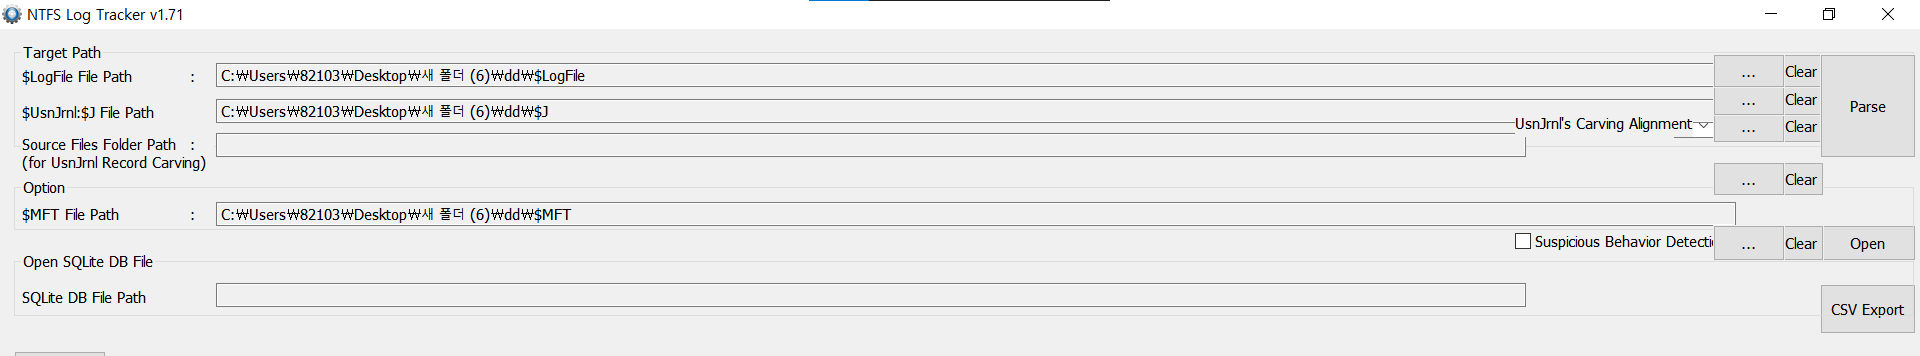 NTFS Log Tracker v1.71
Target Path
$LogFile File Path : C:₩Users₩82103₩Desktop₩새 폴더 (6)₩dd₩$LogFile ... Clear
$UsnJrnl:$J File Path : C:₩Users₩82103₩Desktop₩새 폴더 (6)₩dd₩$J ... Clear
Parse
UsnJrnl's Carving Alignment ... Clear
Source Files Folder Path :
(for UsnJrnl Record Carving)
Option
... Clear
$MFT File Path : C:₩Users₩82103₩Desktop₩새 폴더 (6)₩dd₩$MFT
Suspicious Behavior Detecti ... Clear Open
Open SQLite DB File
SQLite DB File Path
CSV Export